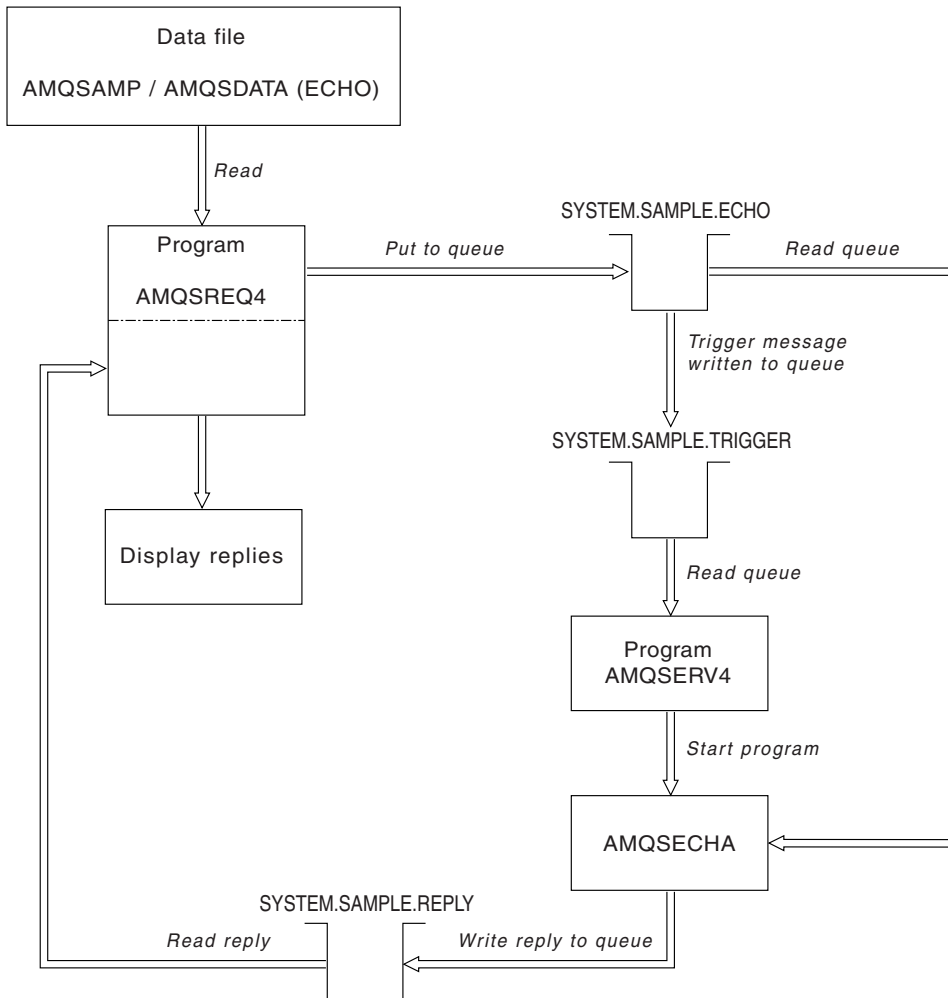 Data file
AMQSAMP / AMQSDATA (ECHO)
Read
SYSTEM.SAMPLE.ECHO
Program
AMQSREQ4
Put to queue
Read queue
Trigger message
written to queue
SYSTEM.SAMPLE.TRIGGER
Display replies
Read queue
Program
AMQSERV4
Start program
AMQSECHA
SYSTEM.SAMPLE.REPLY
Read reply
Write reply to queue